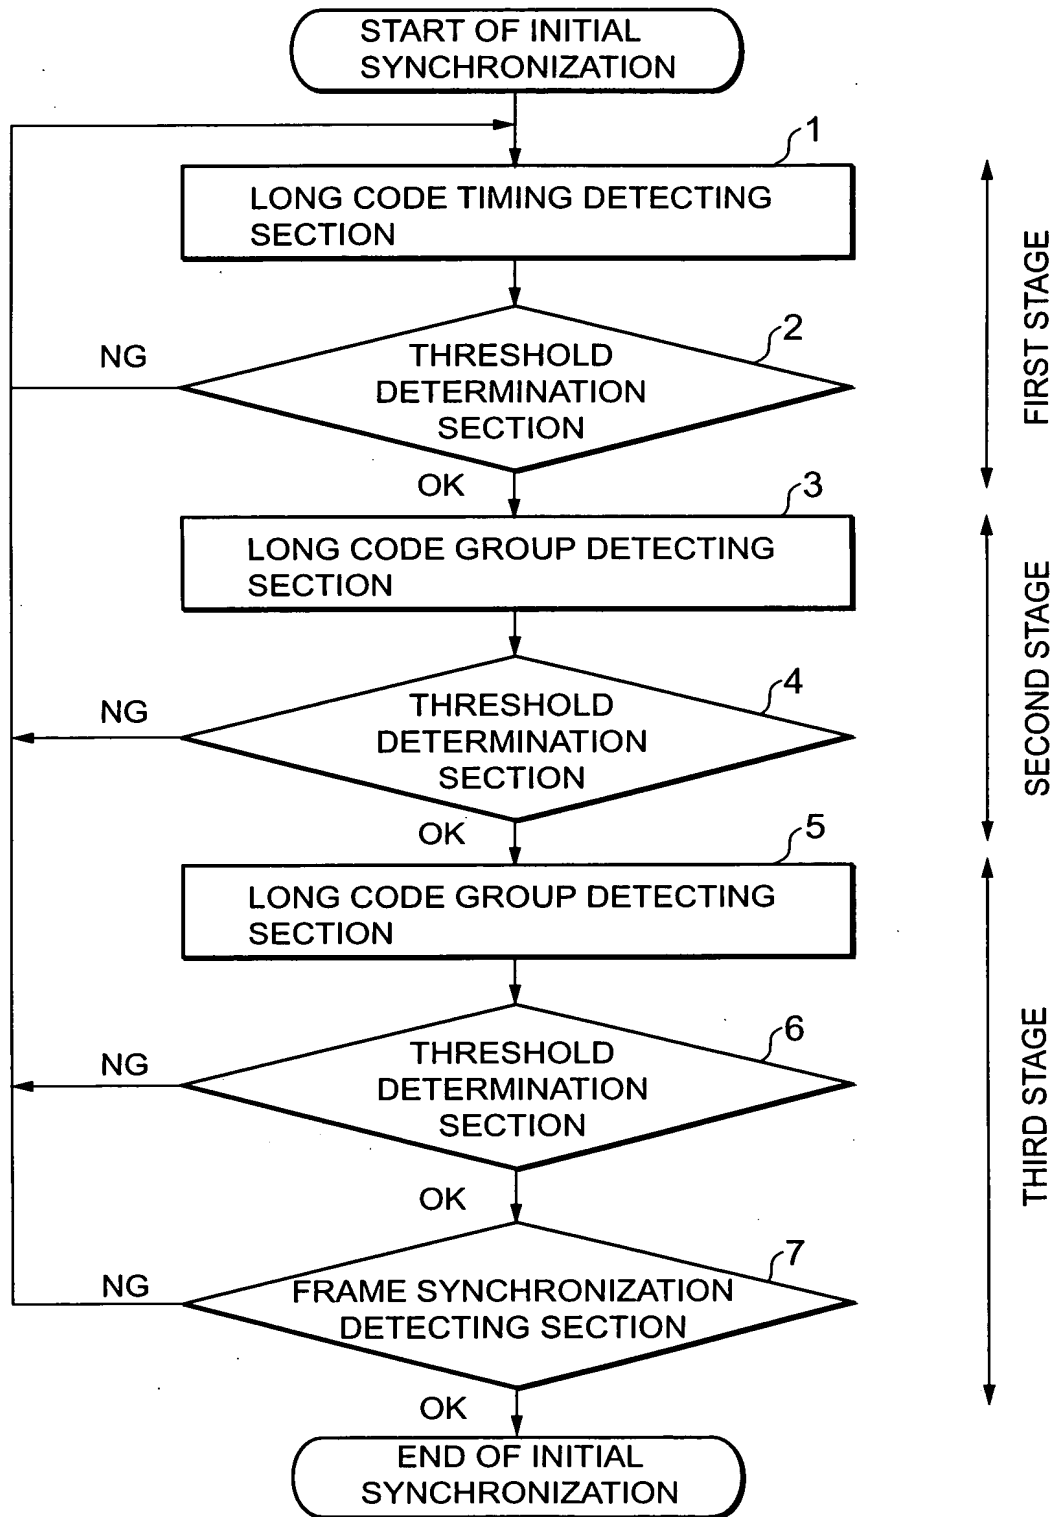 START OF INITIAL
SYNCHRONIZATION
1
LONG CODE TIMING DETECTING
SECTION
2
NG
THRESHOLD
DETERMINATION
SECTION
FIRST STAGE
OK
3
LONG CODE GROUP DETECTING
SECTION
4
NG
THRESHOLD
DETERMINATION
SECTION
SECOND STAGE
OK
5
LONG CODE GROUP DETECTING
SECTION
6
NG
THRESHOLD
DETERMINATION
SECTION
THIRD STAGE
OK
7
NG
FRAME SYNCHRONIZATION
DETECTING SECTION
OK
END OF INITIAL
SYNCHRONIZATION